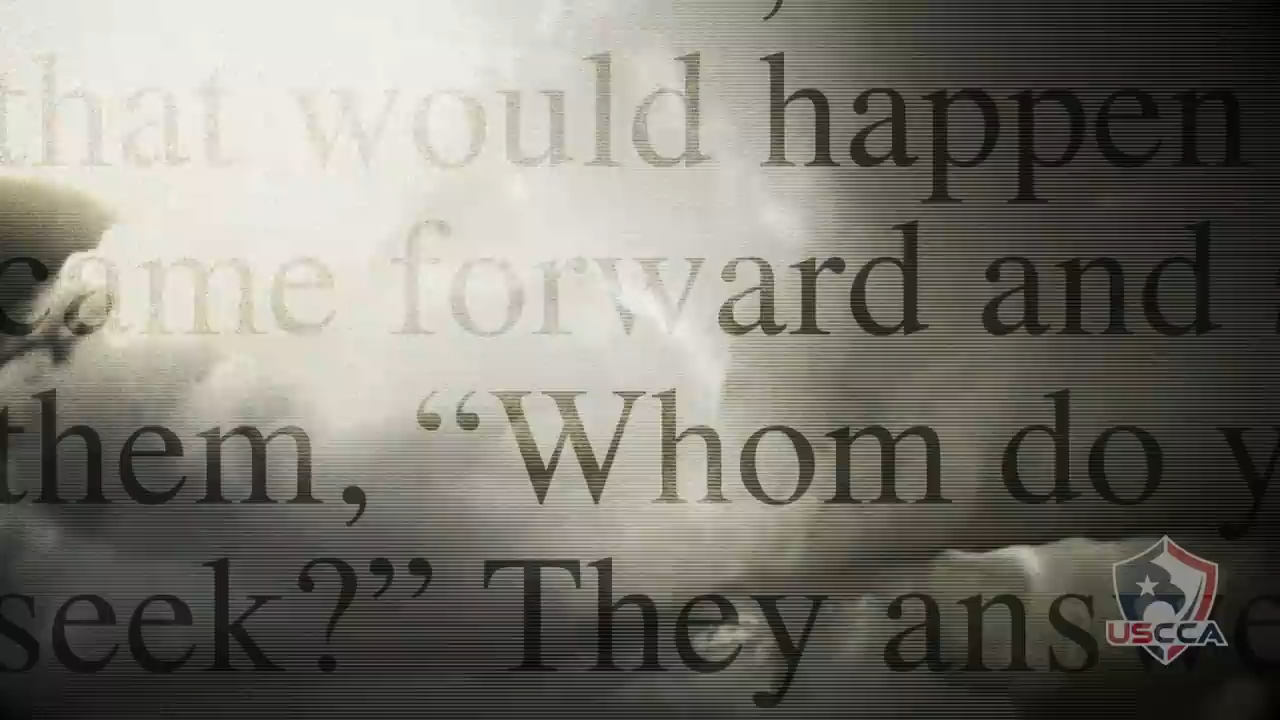 that would happen
came forward and
them, “Whom do y
seek?” They answe
USCCA